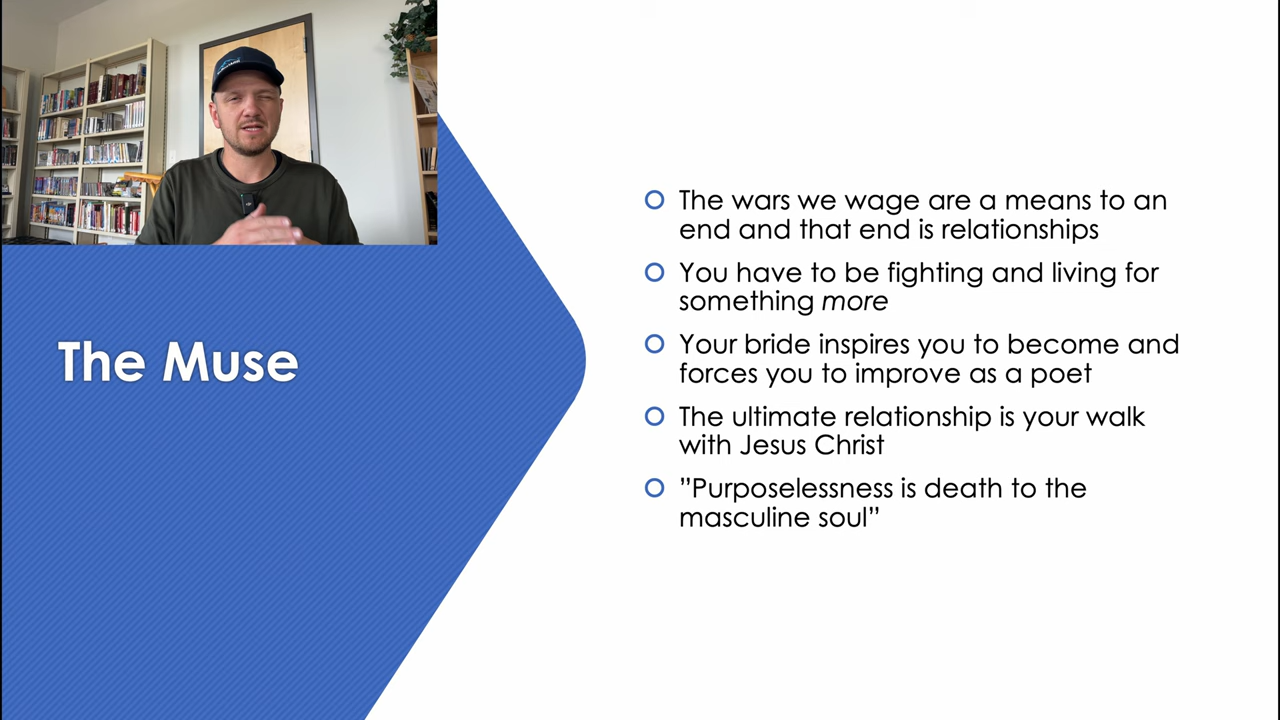 The Muse
The wars we wage are a means to an
end and that end is relationships
You have to be fighting and living for
something more
Your bride inspires you to become and
forces you to improve as a poet
The ultimate relationship is your walk
with Jesus Christ
”Purposelessness is death to the
masculine soul”